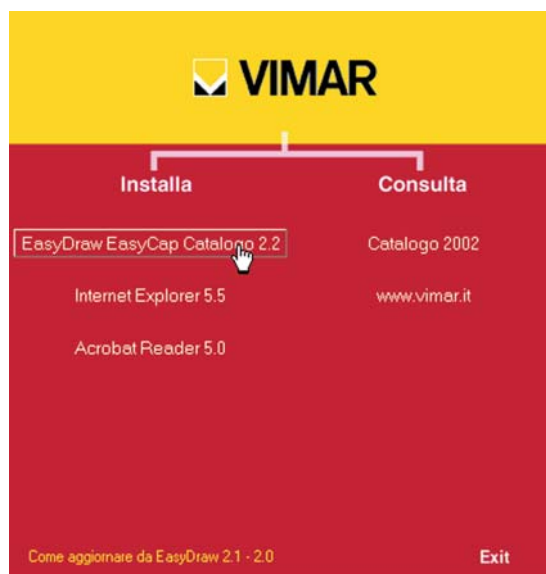 VIMAR
Installa
Consulta
EasyDraw EasyCap Catalogo 2.2
Catalogo 2002
Internet Explorer 5.5
www.vimar.it
Acrobat Reader 5.0
Come aggiornare da EasyDraw 2.1 - 2.0
Exit